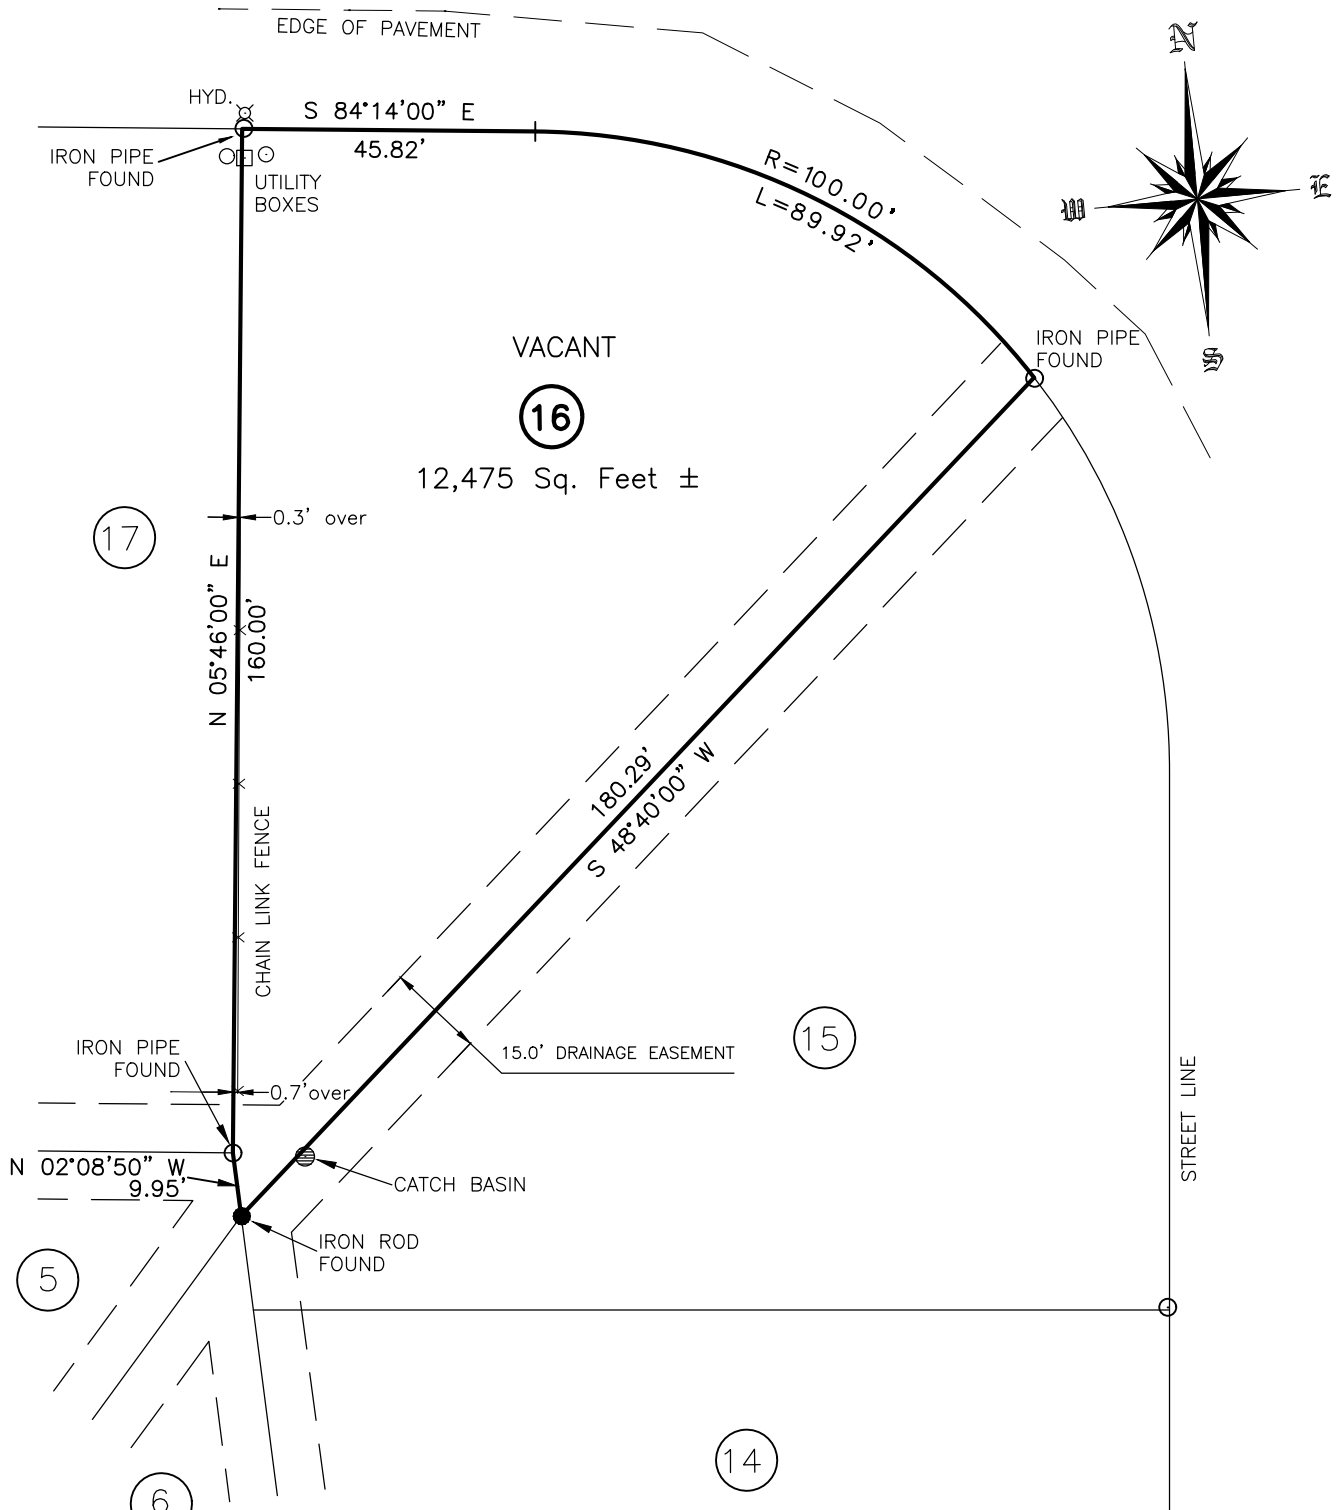 EDGE OF PAVEMENT
N
HYD.
S 84°14'00" E
45.82'
IRON PIPE
FOUND
UTILITY
BOXES
R=100.00'
L=89.92'
W
E
S
IRON PIPE
FOUND
VACANT
16
12,475 Sq. Feet ±
17
0.3' over
N 05°46'00" E
160.00'
180.29'
S 48°40'00" W
CHAIN LINK FENCE
IRON PIPE
FOUND
15
15.0' DRAINAGE EASEMENT
0.7'over
STREET LINE
N 02°08'50" W
9.95'
CATCH BASIN
IRON ROD
FOUND
5
14
6